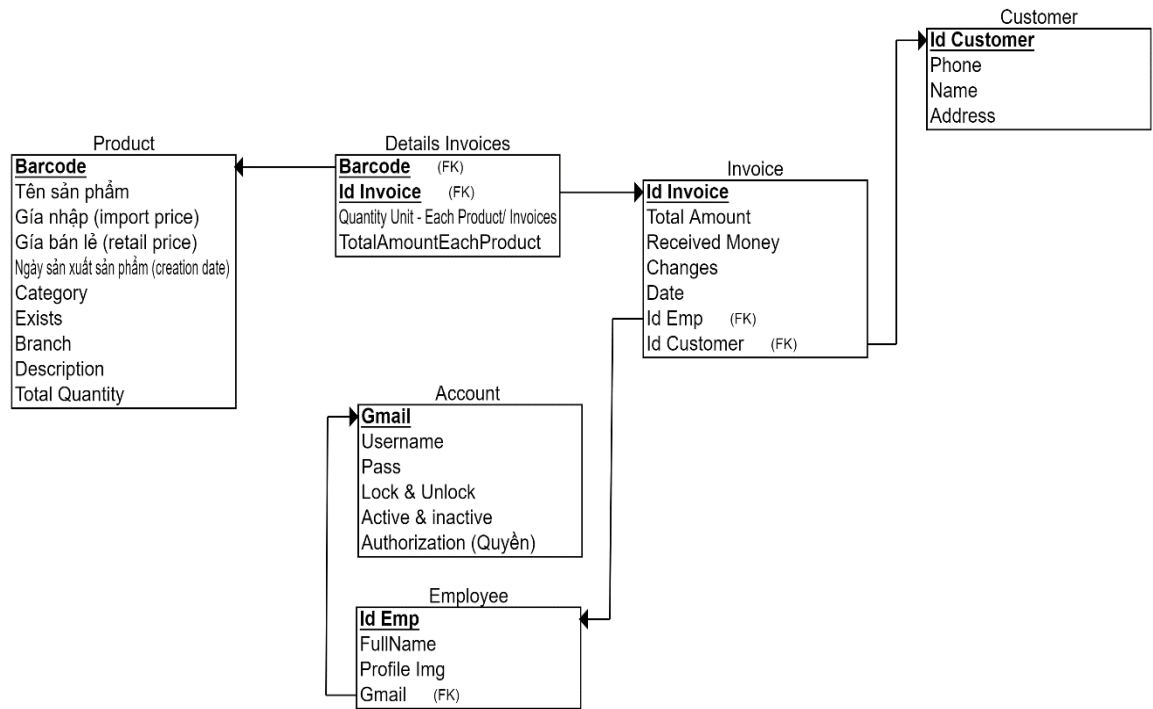 Customer
Id Customer
Phone
Name
Address
Product
Barcode
Tên sản phẩm
Gía nhập (import price)
Gía bán lẻ (retail price)
Ngày sản xuất sản phẩm (creation date)
Category
Exists
Branch
Description
Total Quantity
Details Invoices
Barcode (FK)
Id Invoice (FK)
Quantity Unit - Each Product/ Invoices
TotalAmountEachProduct
Invoice
Id Invoice
Total Amount
Received Money
Changes
Date
Id Emp (FK)
Id Customer (FK)
Account
Gmail
Username
Pass
Lock & Unlock
Active & inactive
Authorization (Quyền)
Employee
Id Emp
FullName
Profile Img
Gmail (FK)